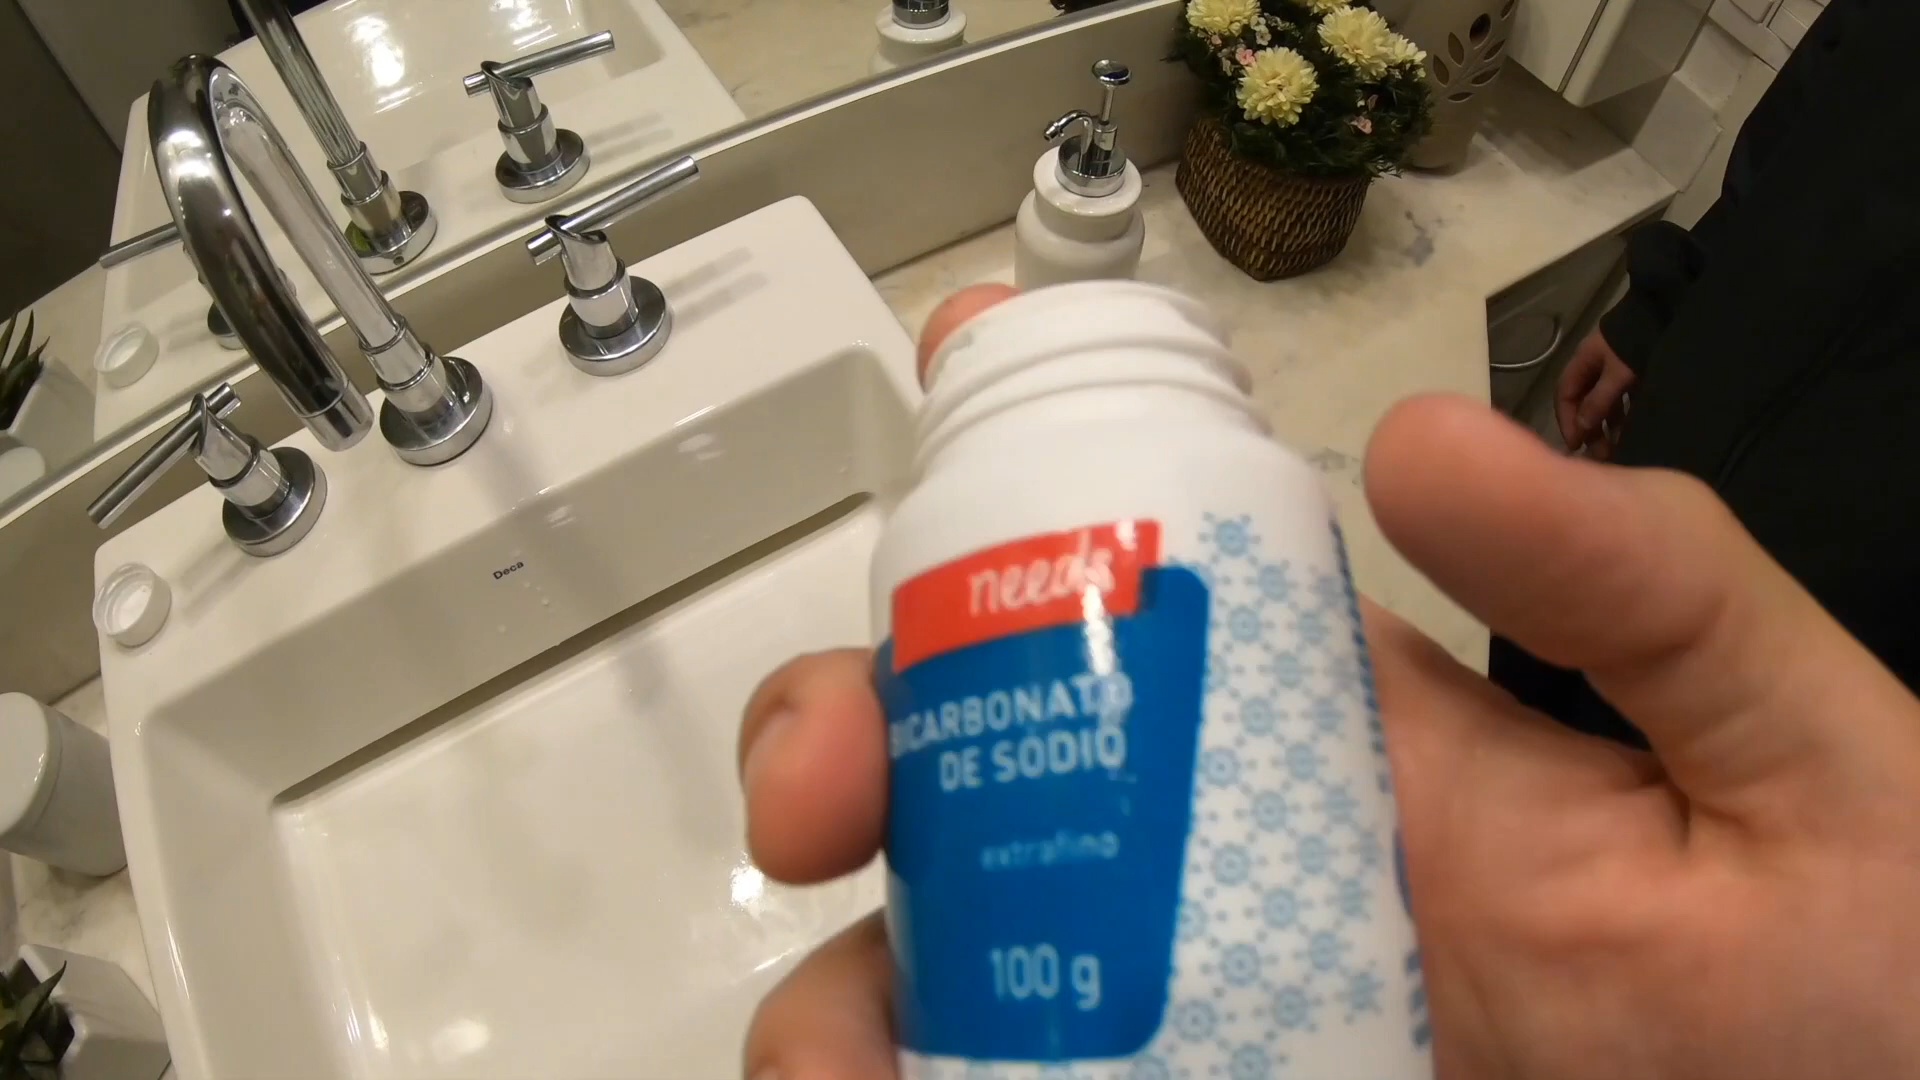 needs
BICARBONATO
DE SÓDIO
extrafino
100 g
Deca